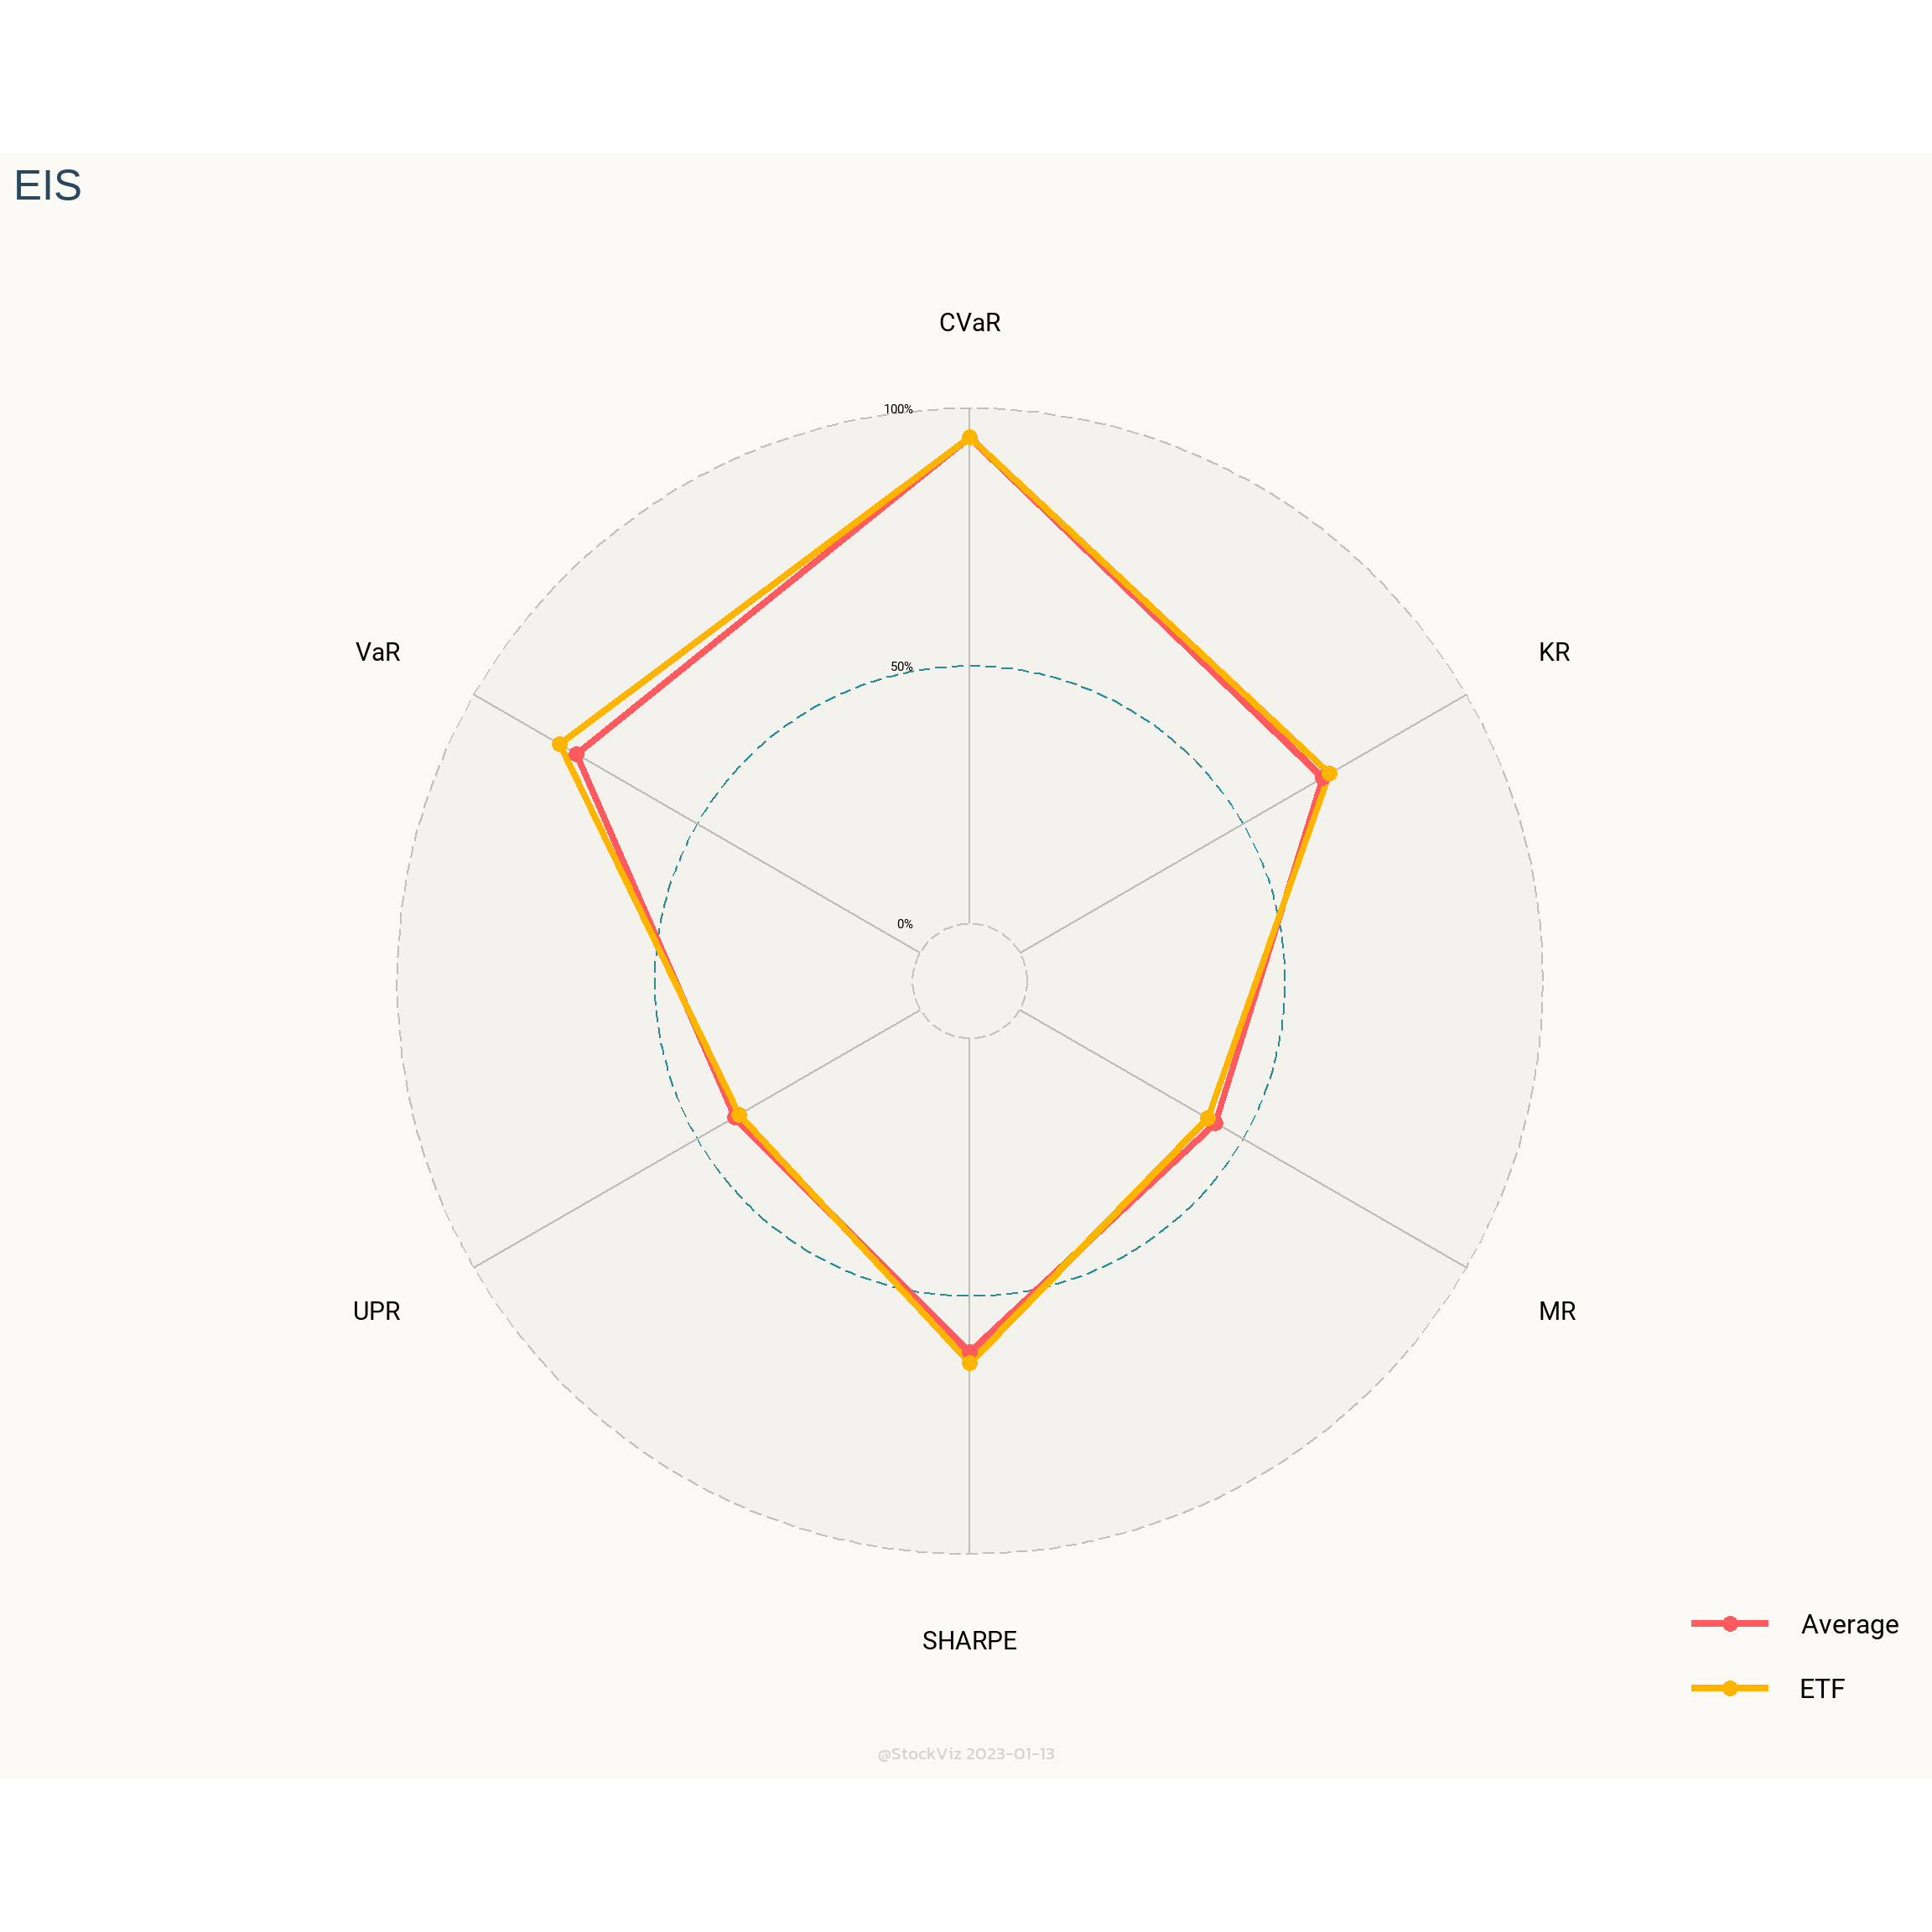 EIS
CVaR
100%
VaR
50%
KR
0%
UPR
MR
SHARPE
Average
ETF
@StockViz 2023-01-13